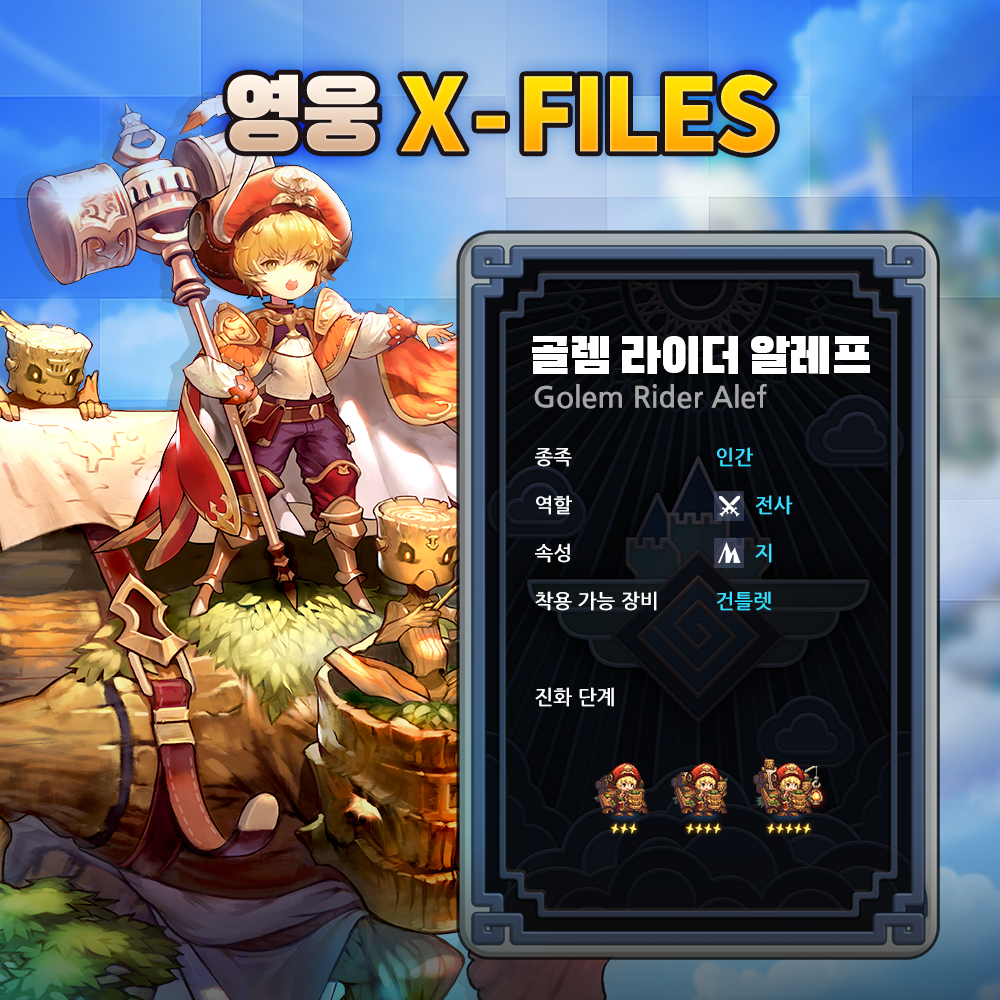 영웅 X-FILES
골렘 라이더 알레프
Golem Rider Alef
종족 인간
역할 전사
속성 지
착용 가능 장비 건틀렛
진화 단계